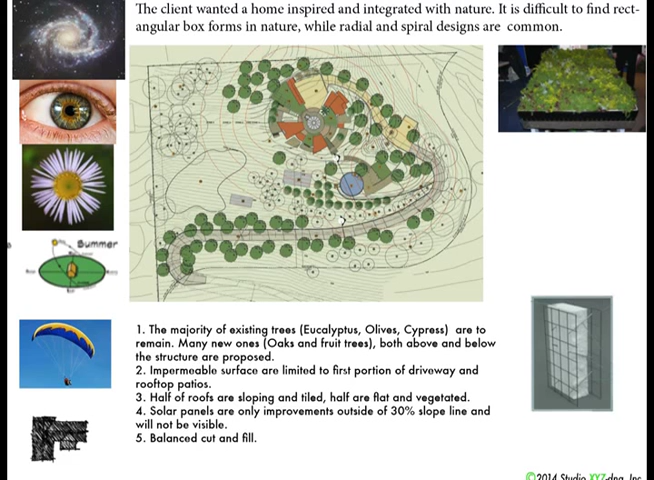 The client wanted a home inspired and integrated with nature. It is difficult to find rect-
angular box forms in nature, while radial and spiral designs are common.
Summer
1. The majority of existing trees (Eucalyptus, Olives, Cypress) are to
remain. Many new ones (Oaks and fruit trees), both above and below
the structure are proposed.
2. Impermeable surface are limited to first portion of driveway and
rooftop patios.
3. Half of roofs are sloping and tiled, half are flat and vegetated.
4. Solar panels are only improvements outside of 30% slope line and
will not be visible.
5. Balanced cut and fill.
©2014 Studio XYZ-dna, Inc